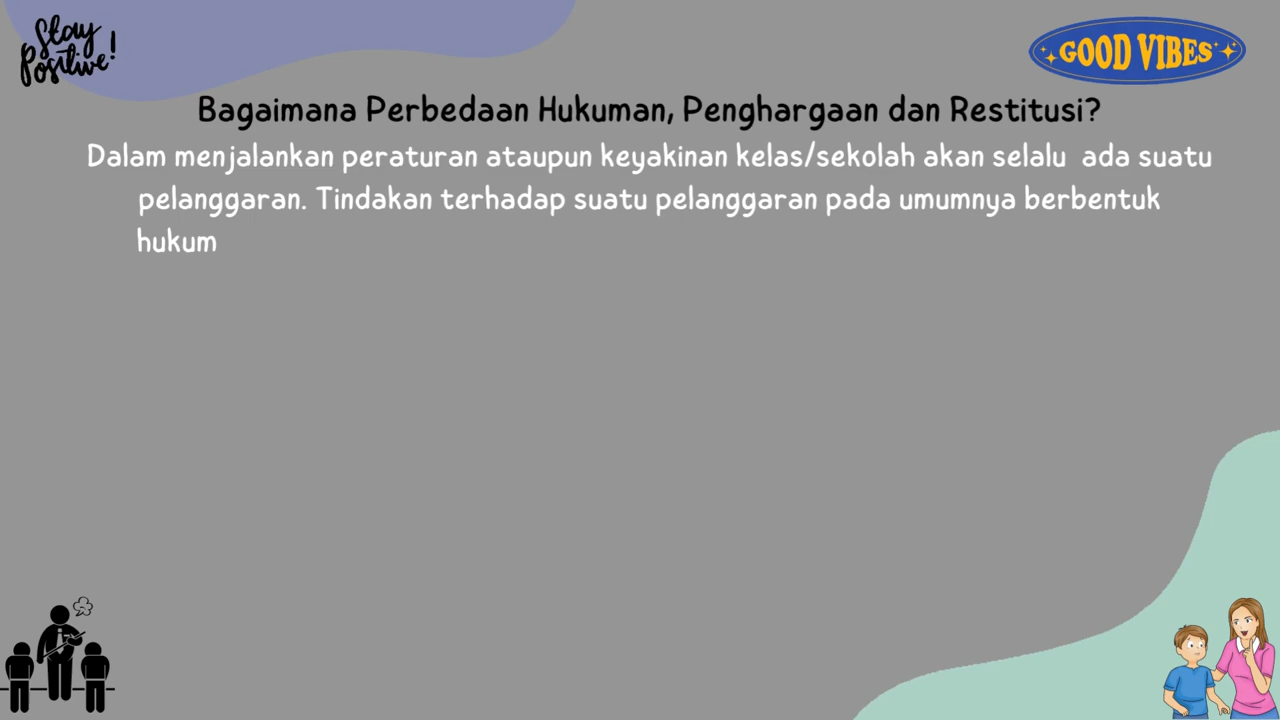 Stay
Positive!
GOOD VIBES
Bagaimana Perbedaan Hukuman, Penghargaan dan Restitusi?
Dalam menjalankan peraturan ataupun keyakinan kelas/sekolah akan selalu ada suatu
pelanggaran. Tindakan terhadap suatu pelanggaran pada umumnya berbentuk
hukum